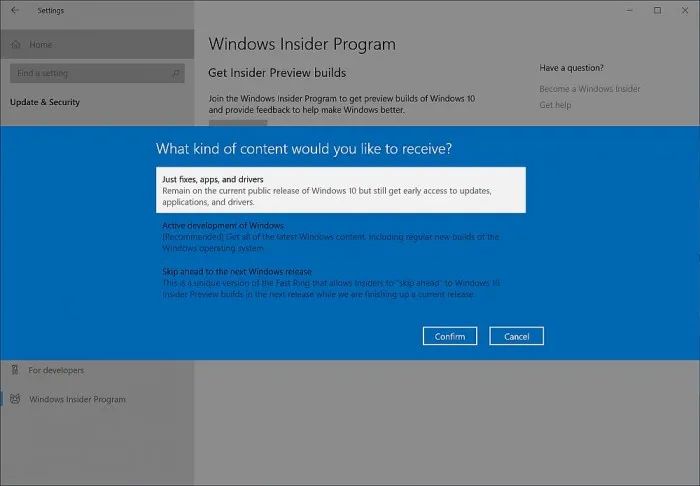 Settings
Home
Find a setting
Update & Security
Windows Insider Program
Get Insider Preview builds
Join the Windows Insider Program to get preview builds of Windows 10
and provide feedback to help make Windows better.
Have a question?
Become a Windows Insider
Get help
What kind of content would you like to receive?
Just fixes, apps, and drivers
Remain on the current public release of Windows 10 but still get early access to updates,
applications, and drivers.
Active development of Windows
(Recommended) Get all of the latest Windows content, including regular new builds of the
Windows operating system.
Skip ahead to the next Windows release
This is a unique version of the Fast Ring that allows Insiders to "skip ahead" to Windows 10
Insider Preview builds in the next release while we are finishing up a current release.
Confirm
Cancel
For developers
Windows Insider Program